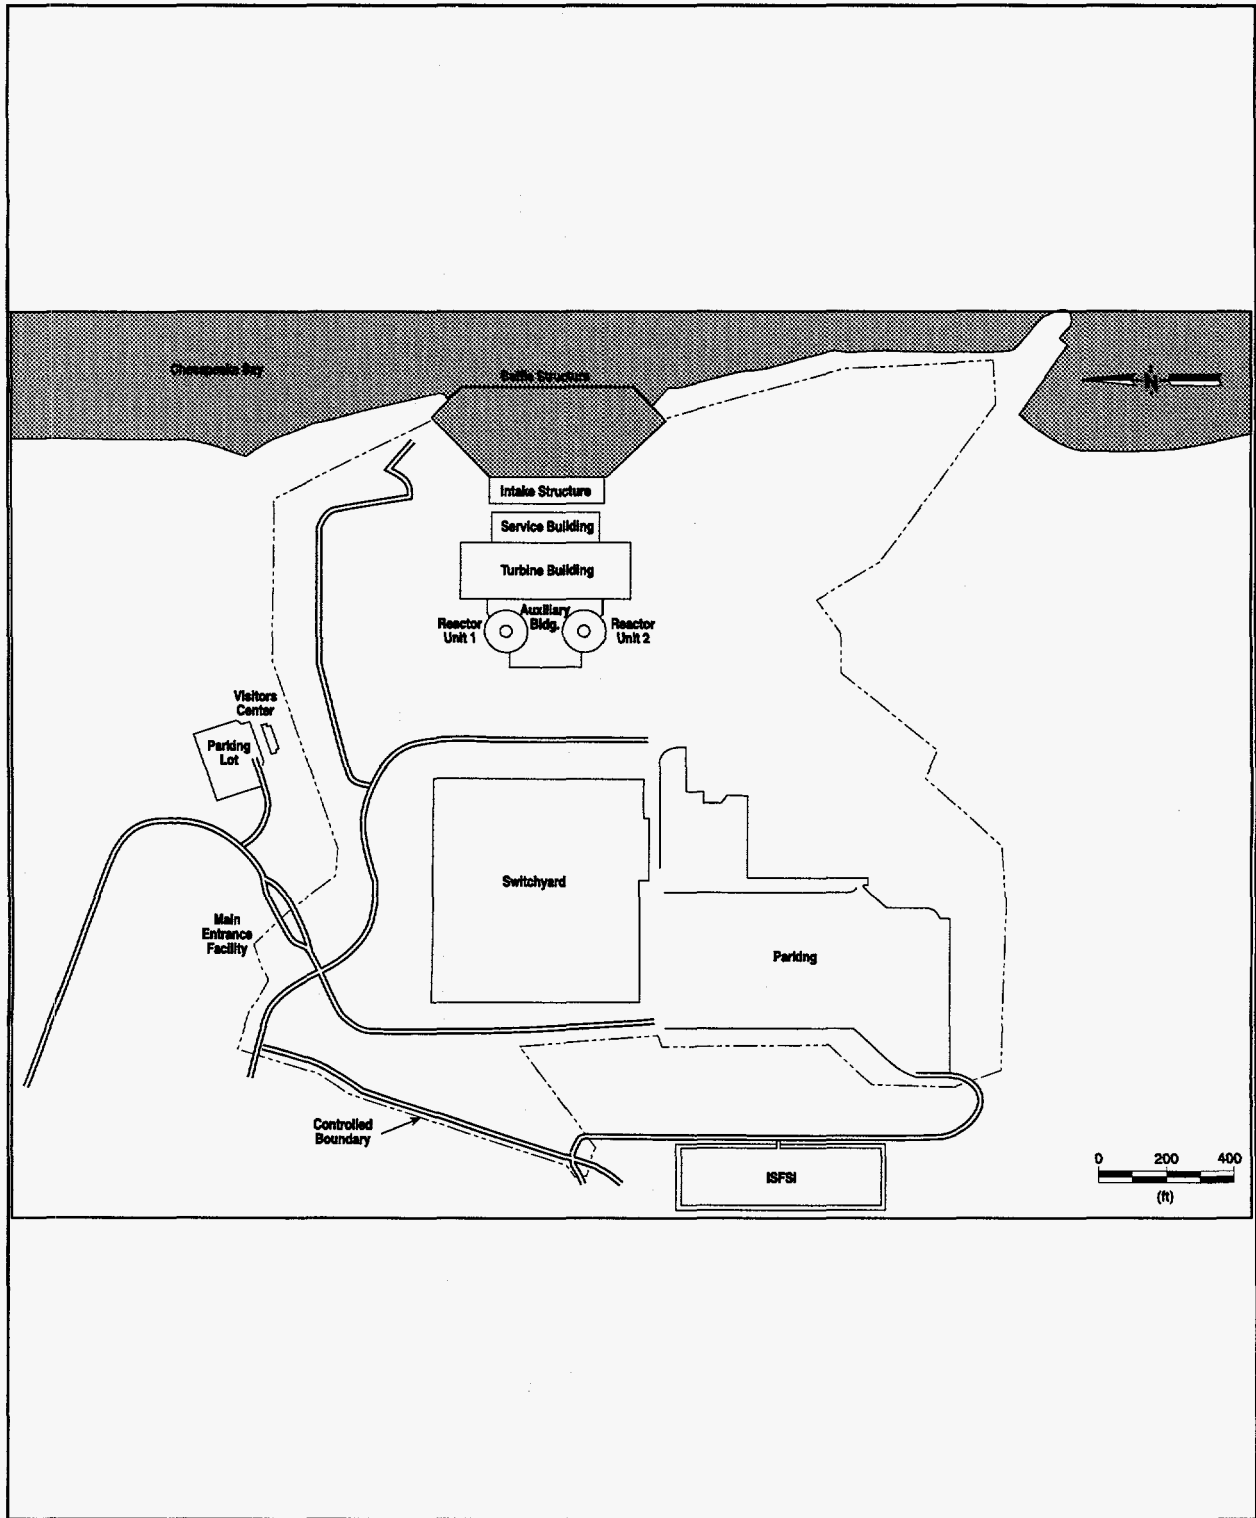 Chesapeake Bay
Baffle Structure
N
Intake Structure
Service Building
Turbine Building
Auxiliary
Bldg.
Reactor
Unit 1
Reactor
Unit 2
Visitors
Center
Parking
Lot
Switchyard
Main
Entrance
Facility
Parking
Controlled
Boundary
ISFSI
0 200 400
(ft)